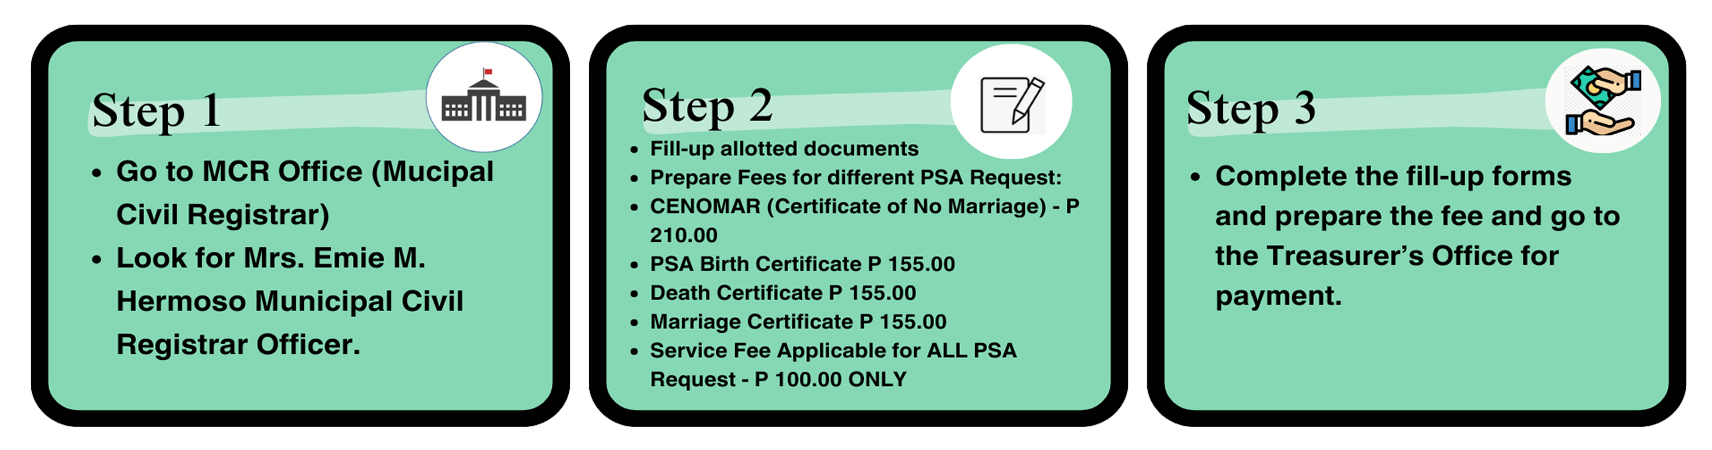 Step 1
• Go to MCR Office (Mucipal
Civil Registrar)
• Look for Mrs. Emie M.
Hermoso Municipal Civil
Registrar Officer.
Step 2
• Fill-up allotted documents
• Prepare Fees for different PSA Request:
• CENOMAR (Certificate of No Marriage) - P
210.00
• PSA Birth Certificate P 155.00
• Death Certificate P 155.00
• Marriage Certificate P 155.00
• Service Fee Applicable for ALL PSA
Request - P 100.00 ONLY
Step 3
• Complete the fill-up forms
and prepare the fee and go to
the Treasurer’s Office for
payment.